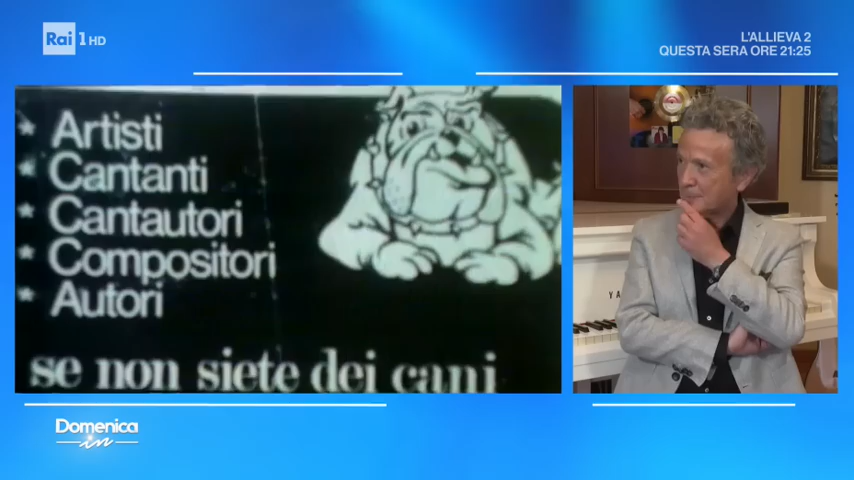 Rai 1 HD
L'ALLIEVA 2
QUESTA SERA ORE 21:25
* Artisti
* Cantanti
* Cantautori
* Compositori
* Autori
se non siete dei cani
YA
Domenica
in